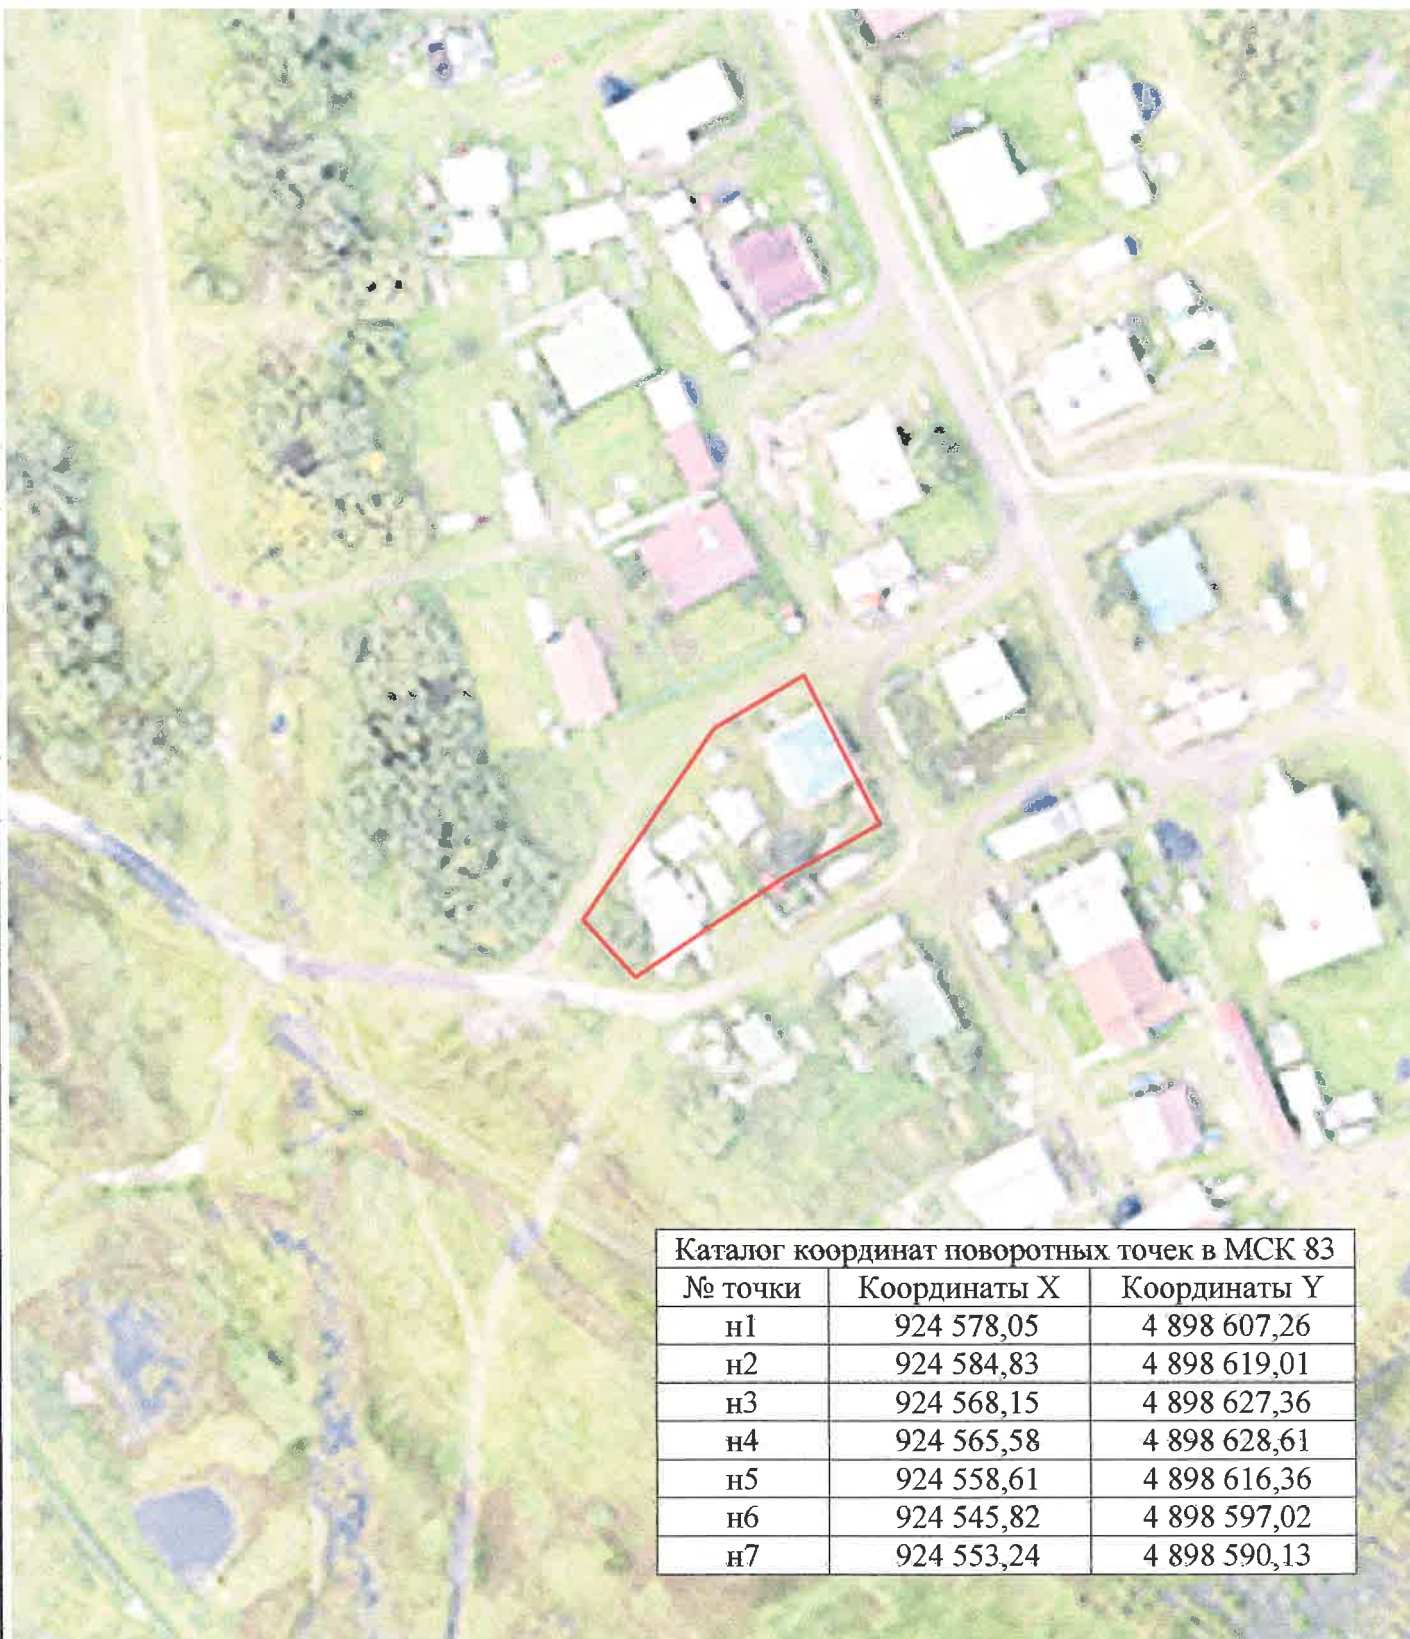 Каталог координат поворотных точек в МСК 83
№ точки Координаты X Координаты Y
н1 924 578,05 4 898 607,26
н2 924 584,83 4 898 619,01
н3 924 568,15 4 898 627,36
н4 924 565,58 4 898 628,61
н5 924 558,61 4 898 616,36
н6 924 545,82 4 898 597,02
н7 924 553,24 4 898 590,13